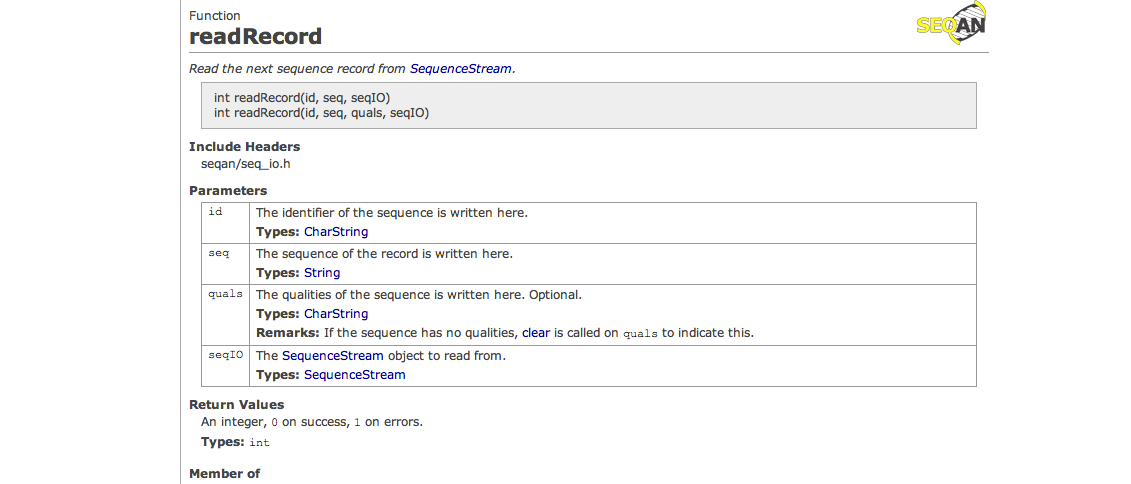 Function
readRecord
SEQAN
Read the next sequence record from SequenceStream.
int readRecord(id, seq, seqIO)
int readRecord(id, seq, quals, seqIO)
Include Headers
seqan/seq_io.h
Parameters
id The identifier of the sequence is written here.
Types: CharString
seq The sequence of the record is written here.
Types: String
quals The qualities of the sequence is written here. Optional.
Types: CharString
Remarks: If the sequence has no qualities, clear is called on quals to indicate this.
seqIO The SequenceStream object to read from.
Types: SequenceStream
Return Values
An integer, 0 on success, 1 on errors.
Types: int
Member of